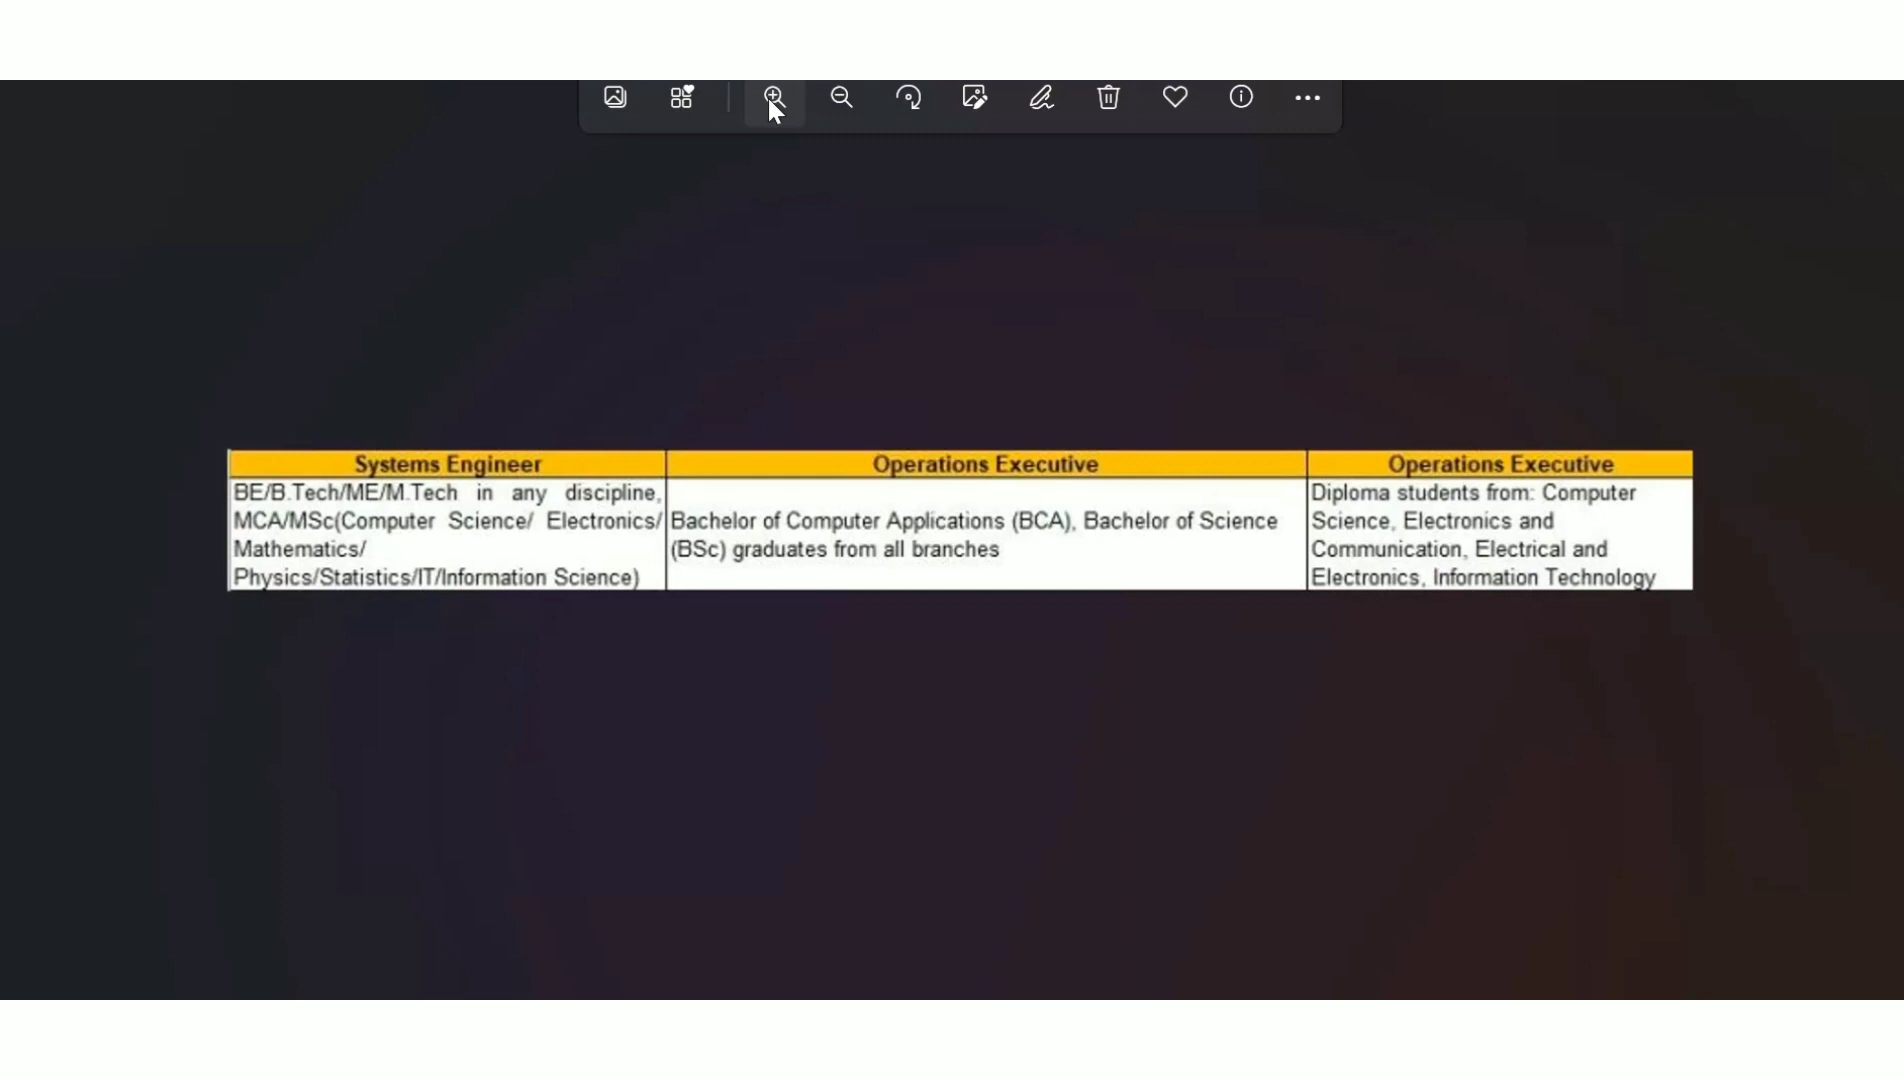 Systems Engineer
Operations Executive
Operations Executive
BE/B.Tech/ME/M.Tech in any discipline,
MCA/MSc(Computer Science/ Electronics/
Mathematics/
Physics/Statistics/IT/Information Science)
Bachelor of Computer Applications (BCA), Bachelor of Science
(BSc) graduates from all branches
Diploma students from: Computer
Science, Electronics and
Communication, Electrical and
Electronics, Information Technology